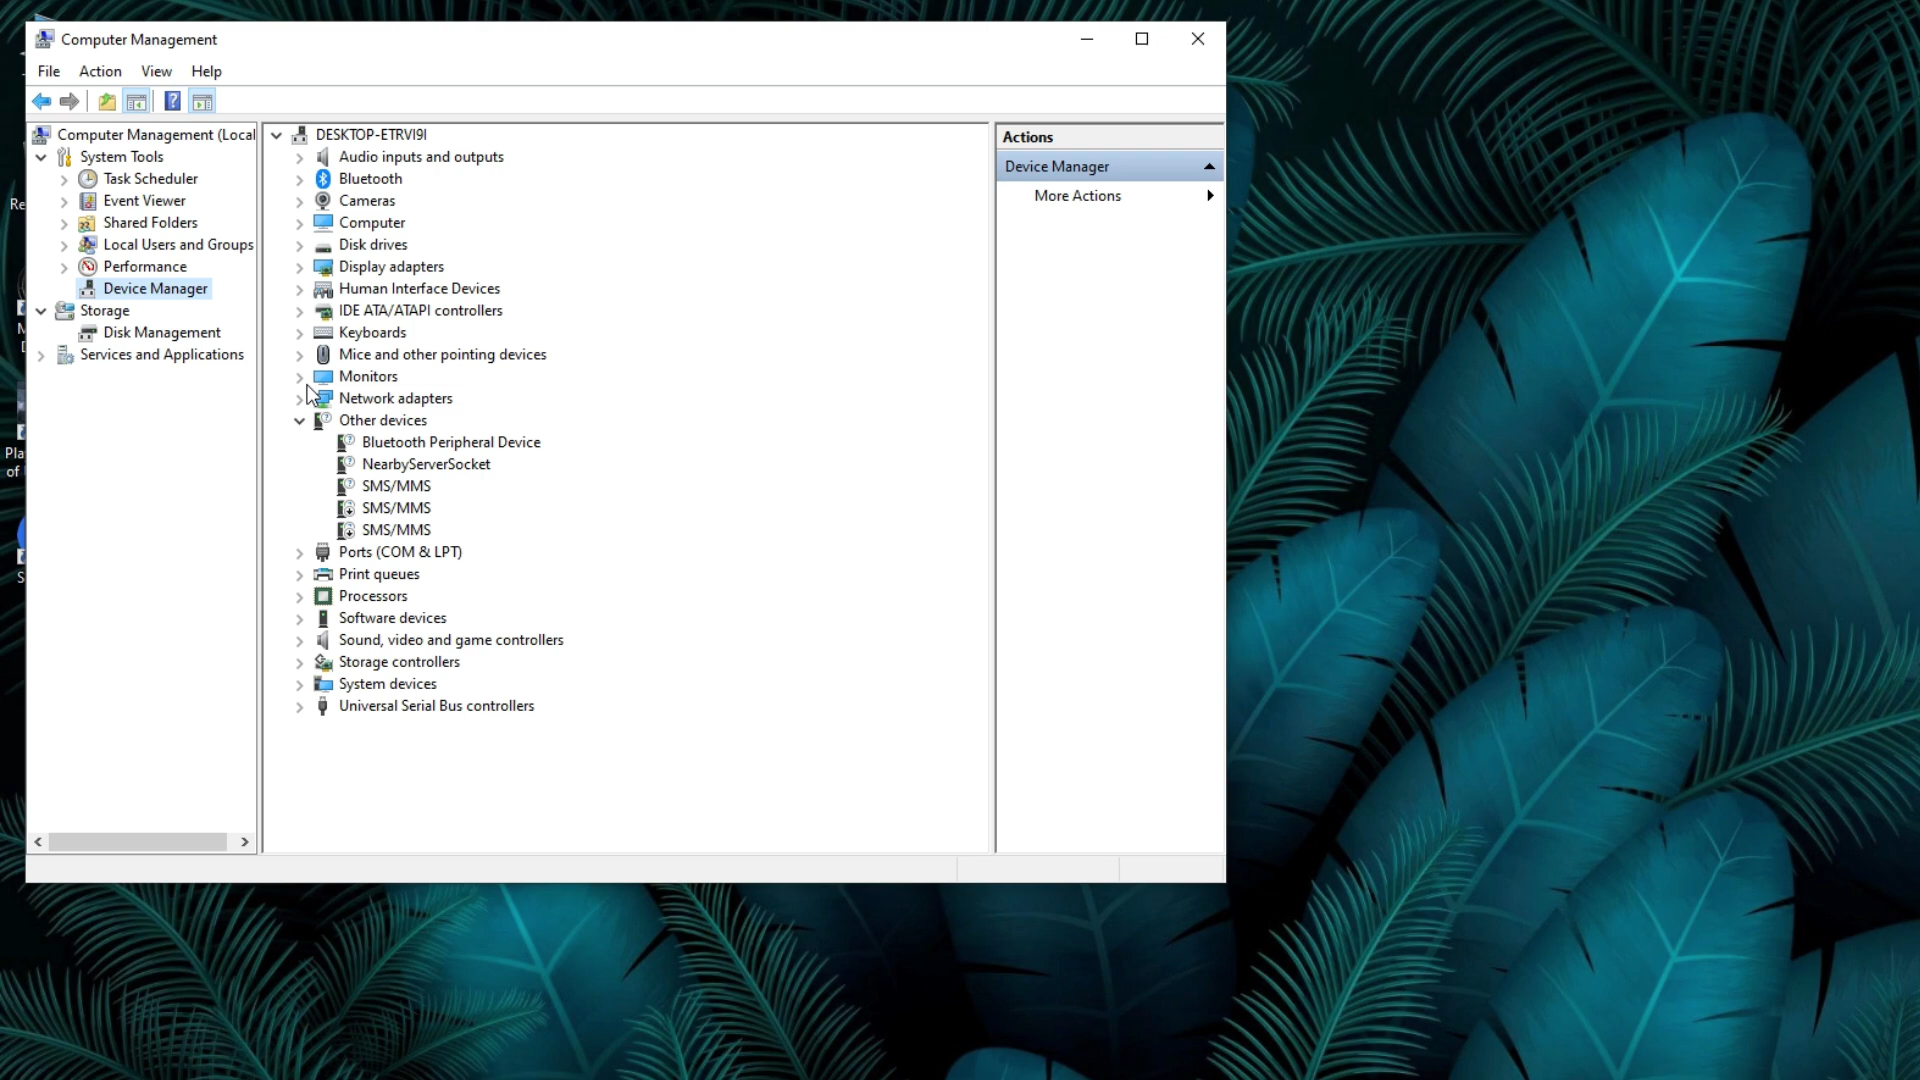 Computer Management
File Action View Help
Computer Management (Local
System Tools
Task Scheduler
Event Viewer
Shared Folders
Local Users and Groups
Performance
Device Manager
Storage
Disk Management
Services and Applications
DESKTOP-ETRVI9I
Audio inputs and outputs
Bluetooth
Cameras
Computer
Disk drives
Display adapters
Human Interface Devices
IDE ATA/ATAPI controllers
Keyboards
Mice and other pointing devices
Monitors
Network adapters
Other devices
Bluetooth Peripheral Device
NearbyServerSocket
SMS/MMS
SMS/MMS
SMS/MMS
Ports (COM & LPT)
Print queues
Processors
Software devices
Sound, video and game controllers
Storage controllers
System devices
Universal Serial Bus controllers
Actions
Device Manager
More Actions
Re
Pla
of